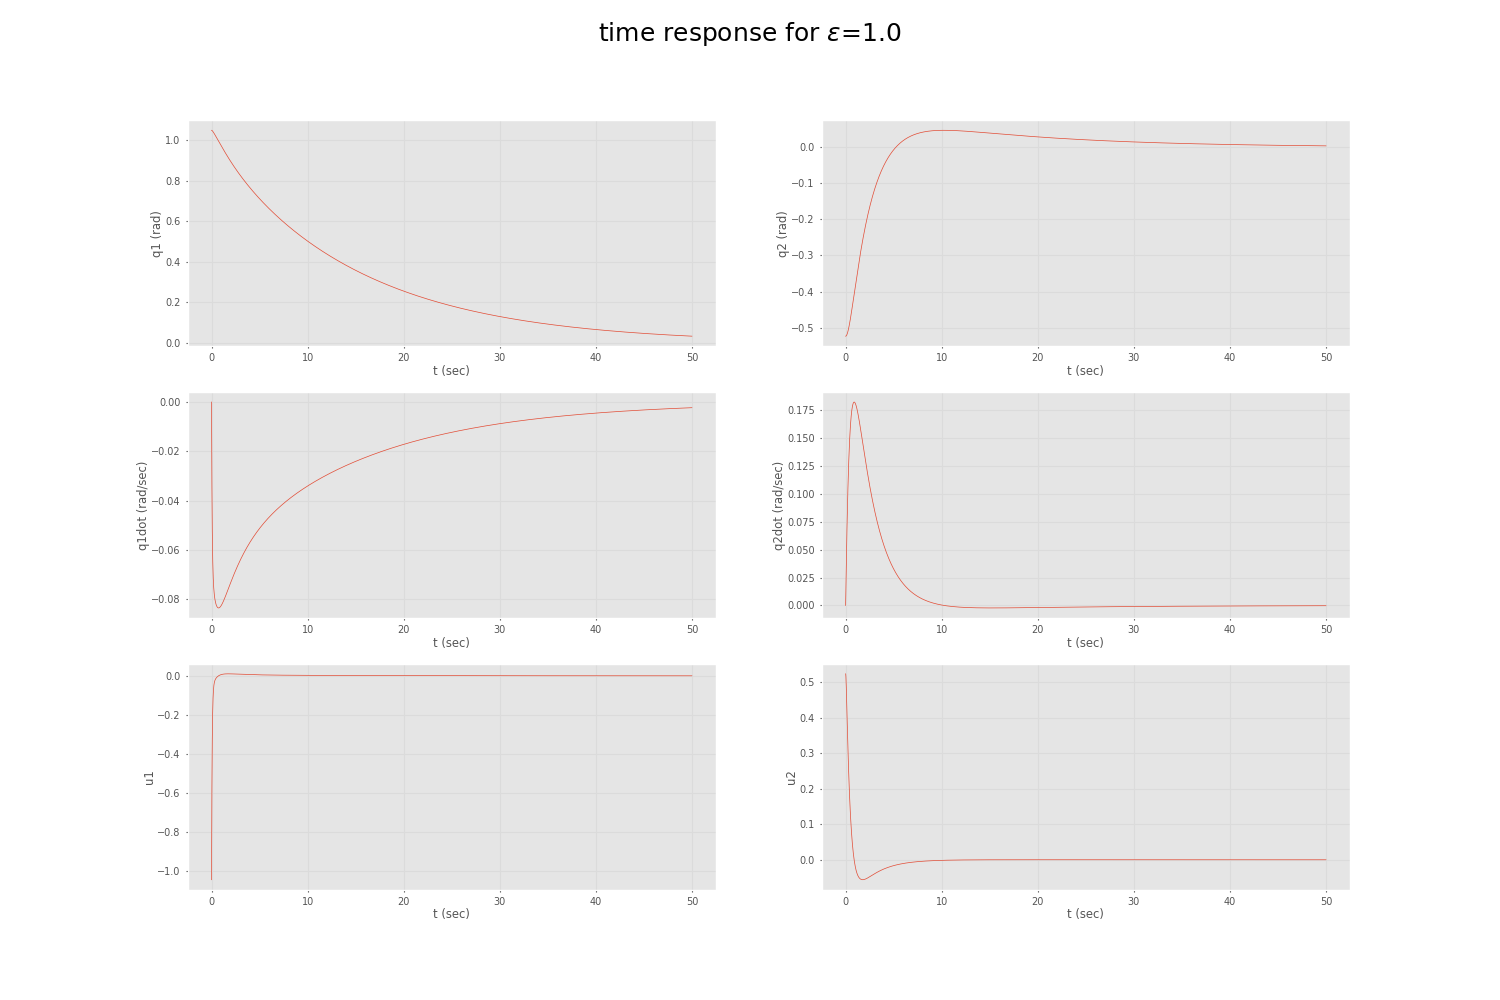 time response for ε=1.0
1.0
0.8
0.6
0.4
0.2
0.0
q1 (rad)
0 10 20 30 40 50
t (sec)
0.0
−0.1
−0.2
−0.3
−0.4
−0.5
q2 (rad)
0 10 20 30 40 50
t (sec)
0.00
−0.02
−0.04
−0.06
−0.08
q1dot (rad/sec)
0 10 20 30 40 50
t (sec)
0.175
0.150
0.125
0.100
0.075
0.050
0.025
0.000
q2dot (rad/sec)
0 10 20 30 40 50
t (sec)
0.0
−0.2
−0.4
−0.6
−0.8
−1.0
u1
0 10 20 30 40 50
t (sec)
0.5
0.4
0.3
0.2
0.1
0.0
u2
0 10 20 30 40 50
t (sec)